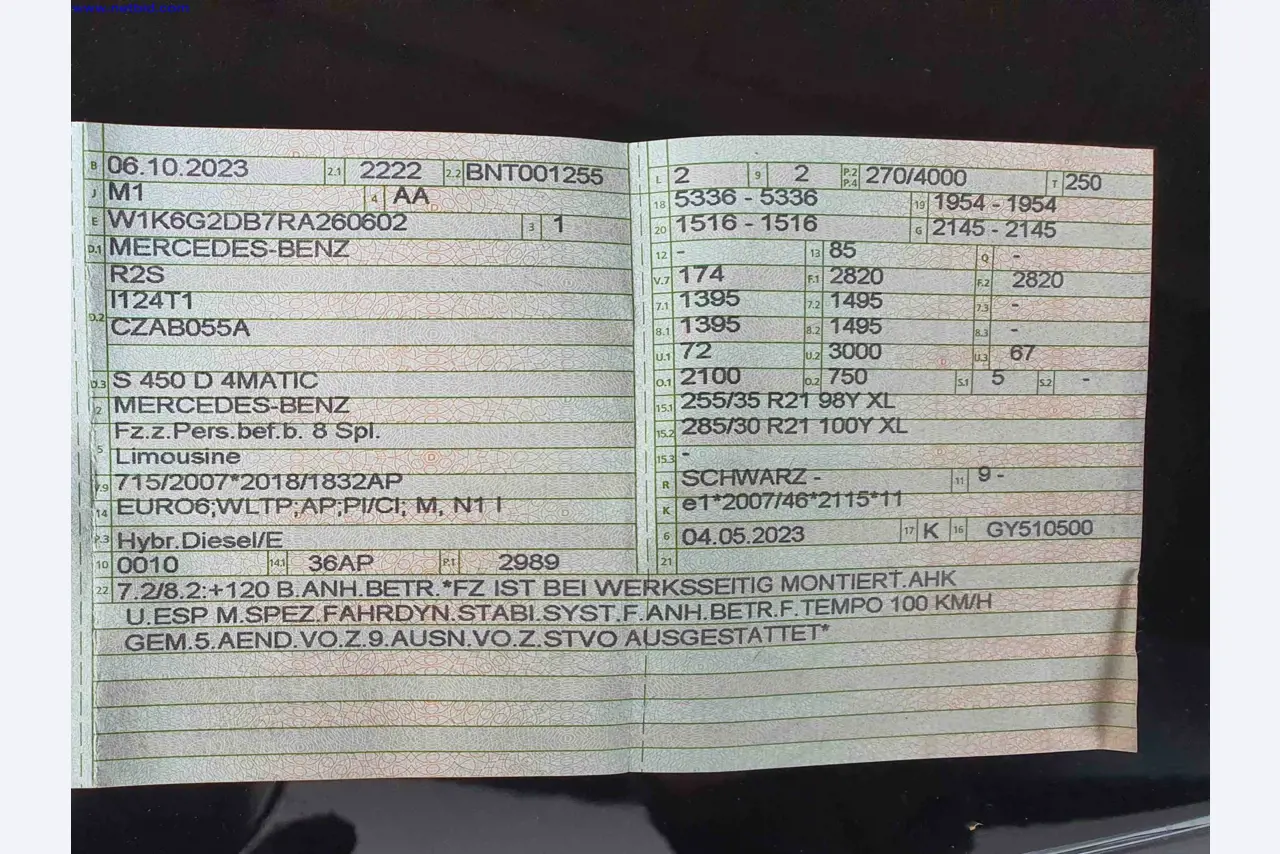 www.nafaul.com
B 06.10.2023 2.1 2222 2.2 BNT001255
J M1 4 AA
E W1K6G2DB7RA260602 3 1
D.1 MERCEDES-BENZ
R2S
I124T1
D.2 CZAB055A
D.3 S 450 D 4MATIC
2 MERCEDES-BENZ
Fz.z.Pers.bef.b. 8 Spl.
5 Limousine
V.9 715/2007*2018/1832AP
14 EURO6;WLTP;AP;PI/CI; M, N1 I
P.3 Hybr.Diesel/E
10 0010 14.1 36AP P.1 2989
L 2 9 2 P.2 P.4 270/4000 T 250
18 5336 - 5336 19 1954 - 1954
20 1516 - 1516 G 2145 - 2145
12 - 13 85 Q -
V.7 174 F.1 2820 F.2 2820
7.1 1395 7.2 1495 7.3 -
8.1 1395 8.2 1495 8.3 -
U.1 72 U.2 3000 U.3 67
O.1 2100 O.2 750 S.1 5 S.2 -
15.1 255/35 R21 98Y XL
15.2 285/30 R21 100Y XL
15.3 -
R SCHWARZ - 11 9 -
K e1*2007/46*2115*11
6 04.05.2023 17 K 16 GY510500
21
22 7.2/8.2:+120 B.ANH.BETR.*FZ IST BEI WERKSSEITIG MONTIERT.AHK
U.ESP M.SPEZ.FAHRDYN.STABI.SYST.F.ANH.BETR.F.TEMPO 100 KM/H
GEM.5.AEND.VO.Z.9.AUSN.VO.Z.STVO AUSGESTATTET*